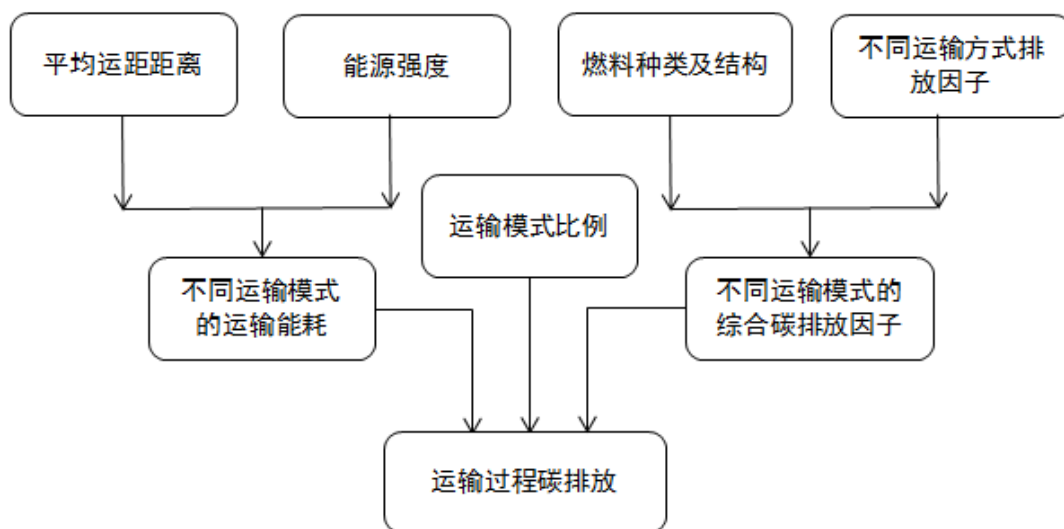 平均运距距离
能源强度
燃料种类及结构
不同运输方式排
放因子
运输模式比例
不同运输模式
的运输能耗
不同运输模式的
综合碳排放因子
运输过程碳排放